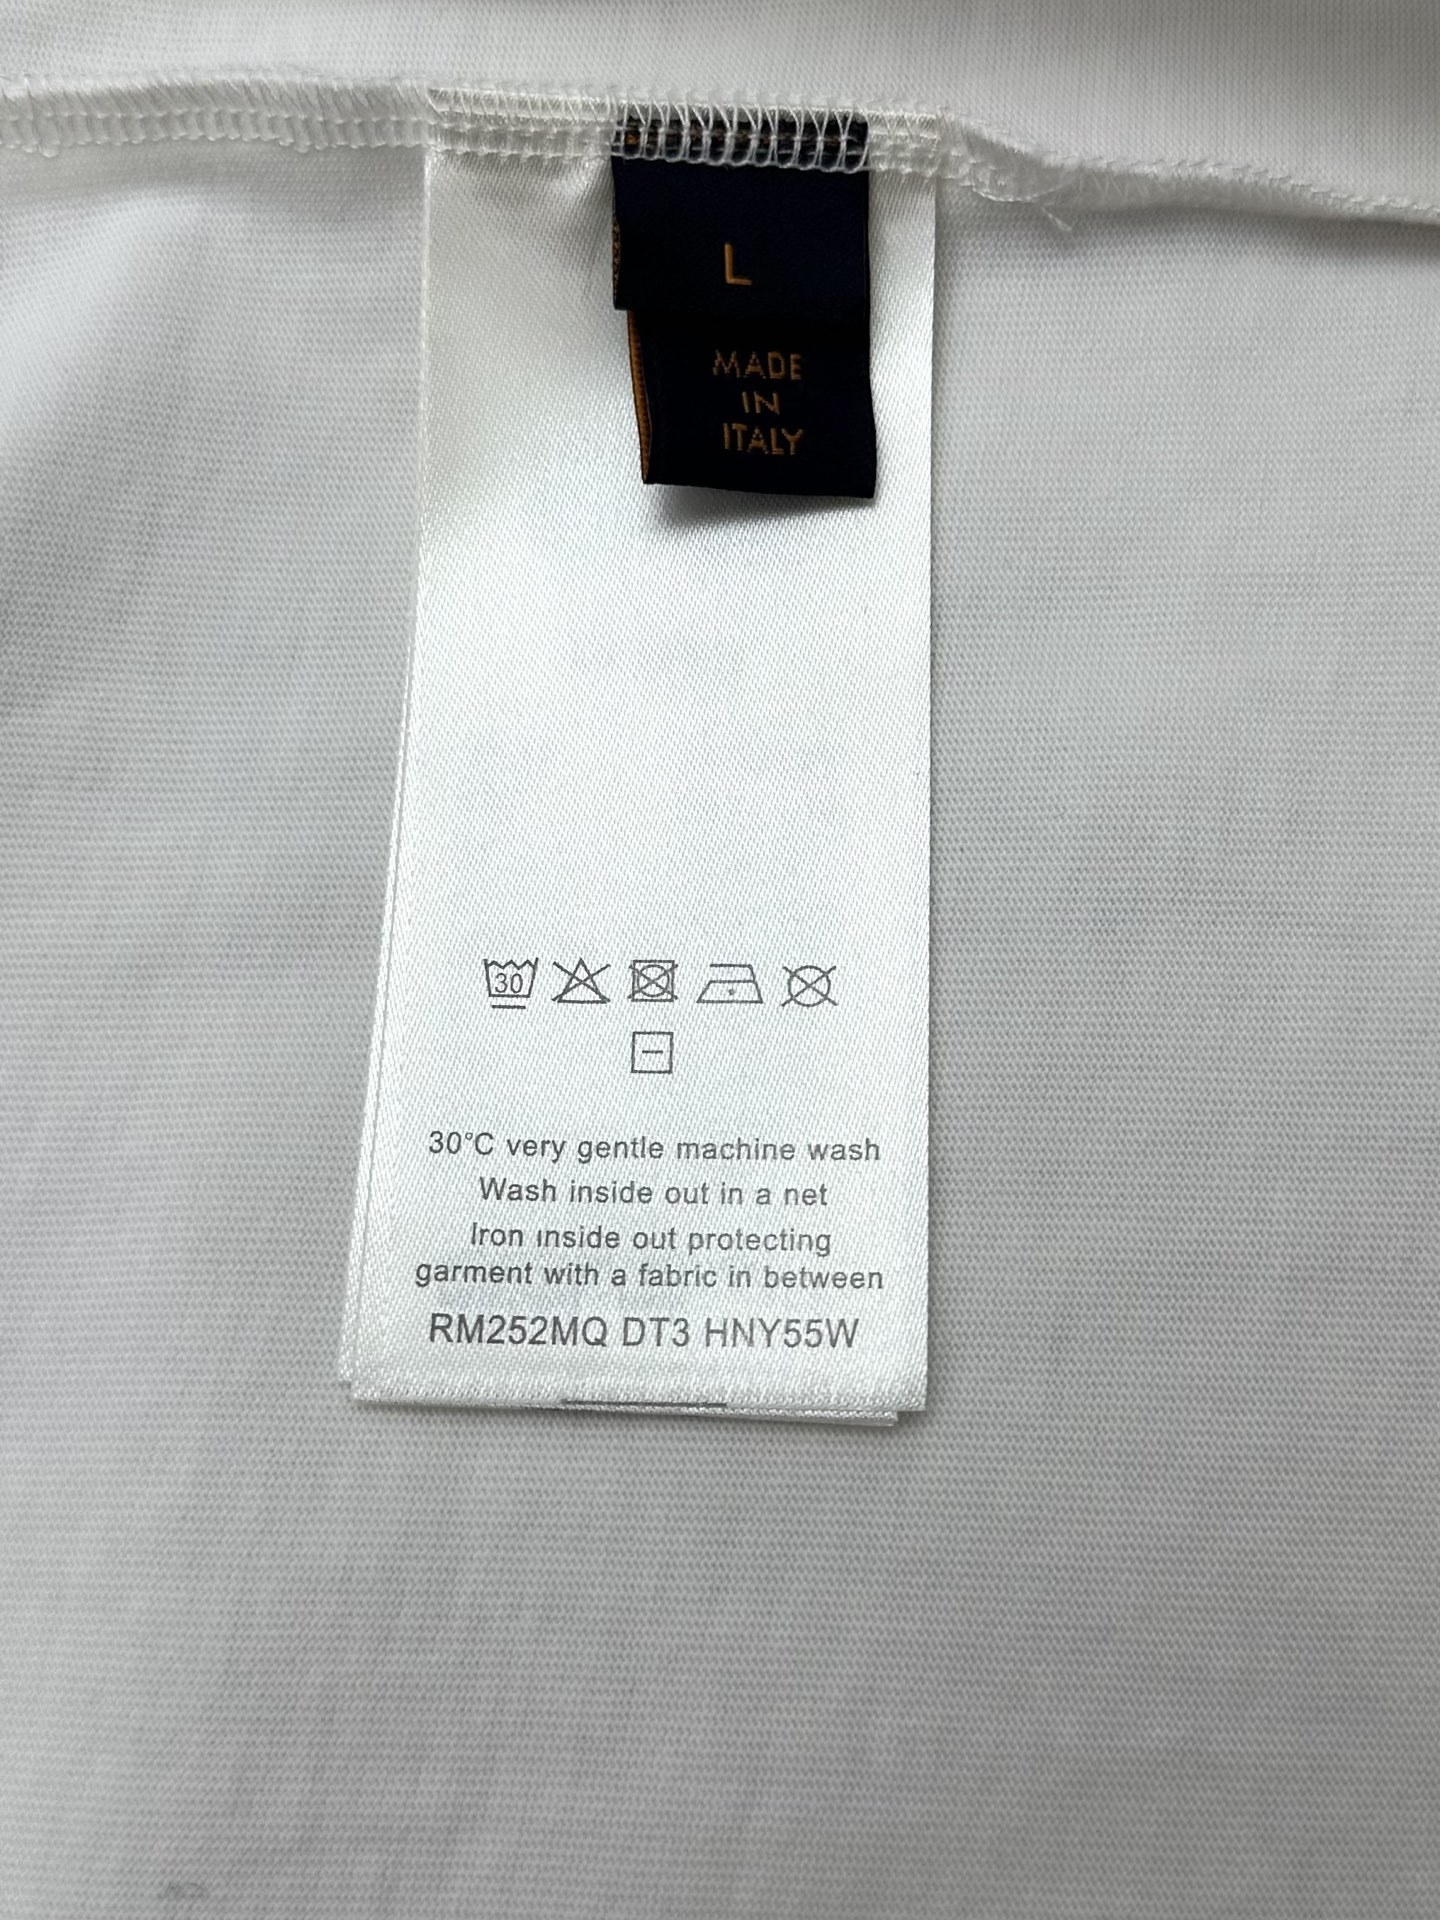 L
MADE
IN
ITALY
30
30°C very gentle machine wash
Wash inside out in a net
Iron inside out protecting
garment with a fabric in between
RM252MQ DT3 HNY55W